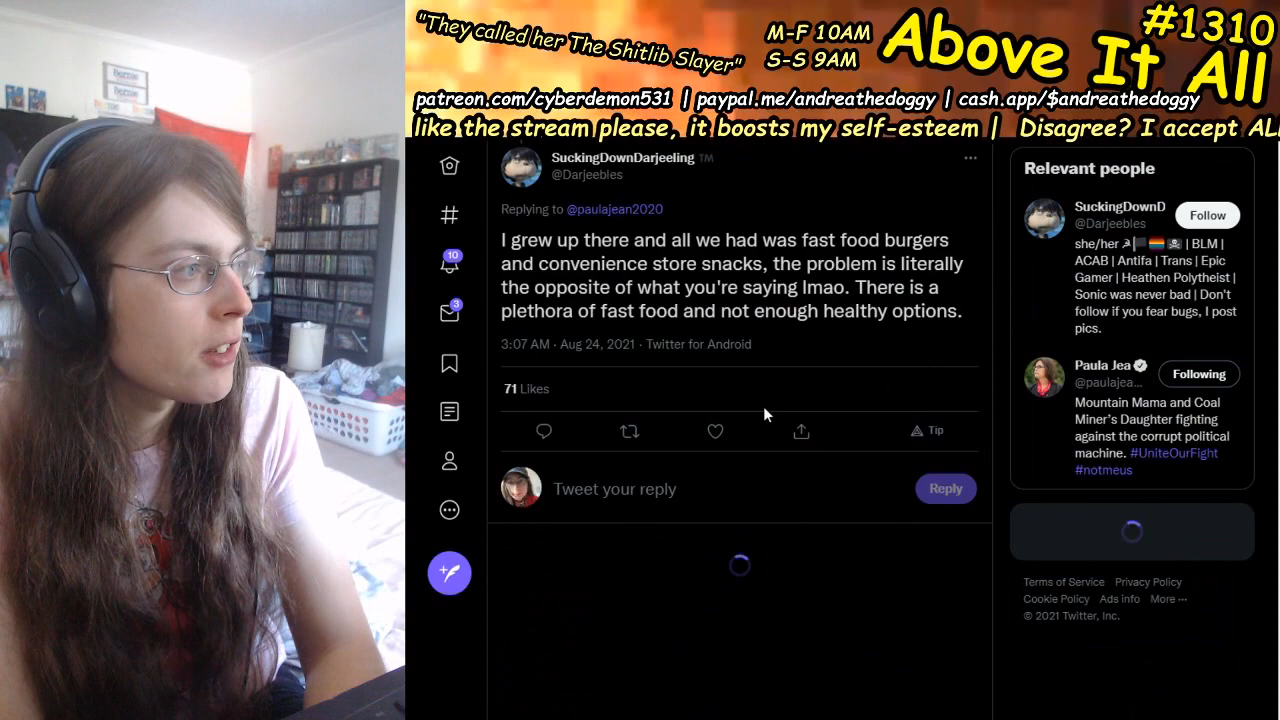 "They called her The Shitlib Slayer"
M-F 10AM
S-S 9AM
Above It All
#1310
patreon.com/cyberdemon531 | paypal.me/andreathedoggy | cash.app/$andreathedoggy
like the stream please, it boosts my self-esteem | Disagree? I accept AL
Bernie
SuckingDownDarjeeling TM
@Darjeebles
Replying to @paulajean2020
I grew up there and all we had was fast food burgers
and convenience store snacks, the problem is literally
the opposite of what you're saying lmao. There is a
plethora of fast food and not enough healthy options.
3:07 AM · Aug 24, 2021 · Twitter for Android
71 Likes
Tip
Tweet your reply
Reply
10
3
Relevant people
SuckingDownD
@Darjeebles
Follow
she/her | BLM |
ACAB | Antifa | Trans | Epic
Gamer | Heathen Polytheist |
Sonic was never bad | Don't
follow if you fear bugs, I post
pics.
Paula Jea
@paulajea...
Following
Mountain Mama and Coal
Miner's Daughter fighting
against the corrupt political
machine. #UniteOurFight
#notmeus
Terms of Service Privacy Policy
Cookie Policy Ads info More ···
© 2021 Twitter, Inc.